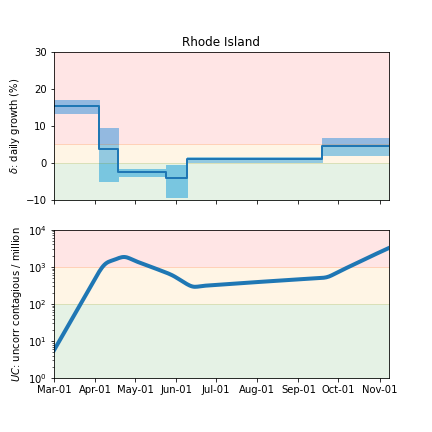 Rhode Island
δ: daily growth (%)
30
20
10
0
−10
UC: uncorr contagious / million
10⁴
10³
10²
10¹
10⁰
Mar-01 Apr-01 May-01 Jun-01 Jul-01 Aug-01 Sep-01 Oct-01 Nov-01